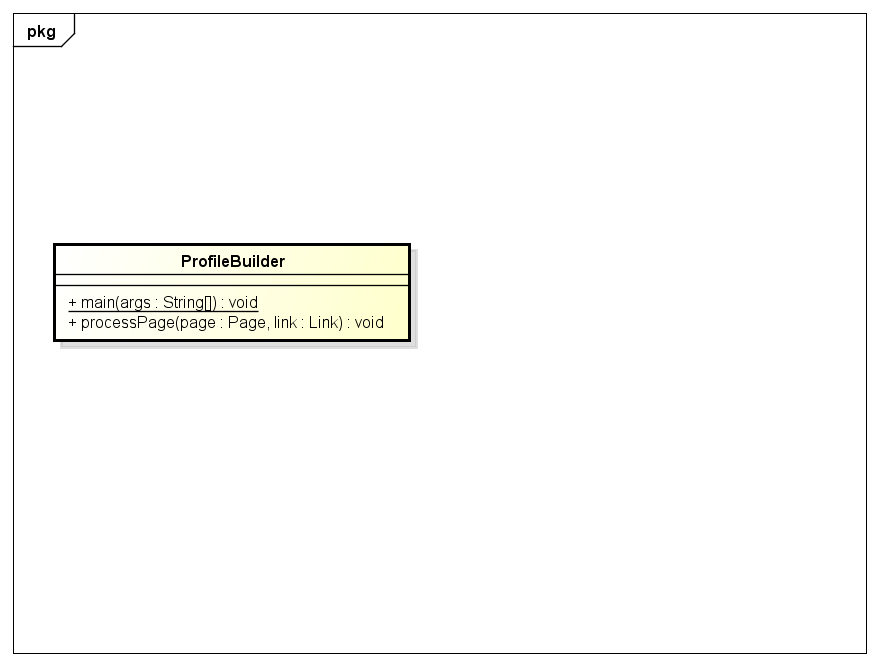 pkg
ProfileBuilder
+ main(args : String[]) : void
+ processPage(page : Page, link : Link) : void